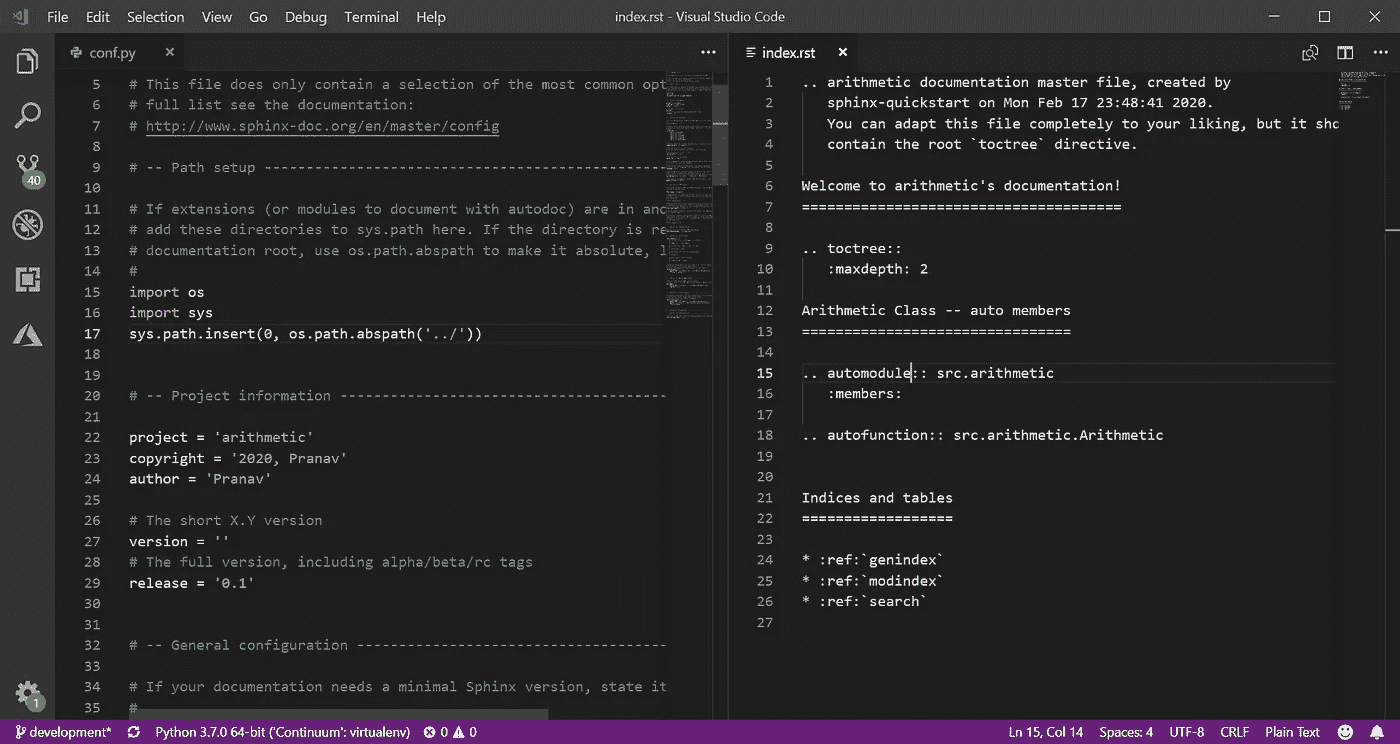 File Edit Selection View Go Debug Terminal Help index.rst - Visual Studio Code
conf.py
5 # This file does only contain a selection of the most common opt
6 # full list see the documentation:
7 # http://www.sphinx-doc.org/en/master/config
8
9 # -- Path setup --------------------------------------------------
10
11 # If extensions (or modules to document with autodoc) are in ano
12 # add these directories to sys.path here. If the directory is re
13 # documentation root, use os.path.abspath to make it absolute, l
14 #
15 import os
16 import sys
17 sys.path.insert(0, os.path.abspath('../'))
18
19
20 # -- Project information -----------------------------------------
21
22 project = 'arithmetic'
23 copyright = '2020, Pranav'
24 author = 'Pranav'
25
26 # The short X.Y version
27 version = ''
28 # The full version, including alpha/beta/rc tags
29 release = '0.1'
30
31
32 # -- General configuration ---------------------------------------
33
34 # If your documentation needs a minimal Sphinx version, state it
35 #
index.rst
1 .. arithmetic documentation master file, created by
2 sphinx-quickstart on Mon Feb 17 23:48:41 2020.
3 You can adapt this file completely to your liking, but it sho
4 contain the root `toctree` directive.
5
6 Welcome to arithmetic's documentation!
7 ======================================
8
9 .. toctree::
10 :maxdepth: 2
11
12 Arithmetic Class -- auto members
13 ================================
14
15 .. automodule:: src.arithmetic
16 :members:
17
18 .. autofunction:: src.arithmetic.Arithmetic
19
20
21 Indices and tables
22 ==================
23
24 * :ref:`genindex`
25 * :ref:`modindex`
26 * :ref:`search`
27
40
1
development* Python 3.7.0 64-bit ('Continuum': virtualenv) 0 0 Ln 15, Col 14 Spaces: 4 UTF-8 CRLF Plain Text